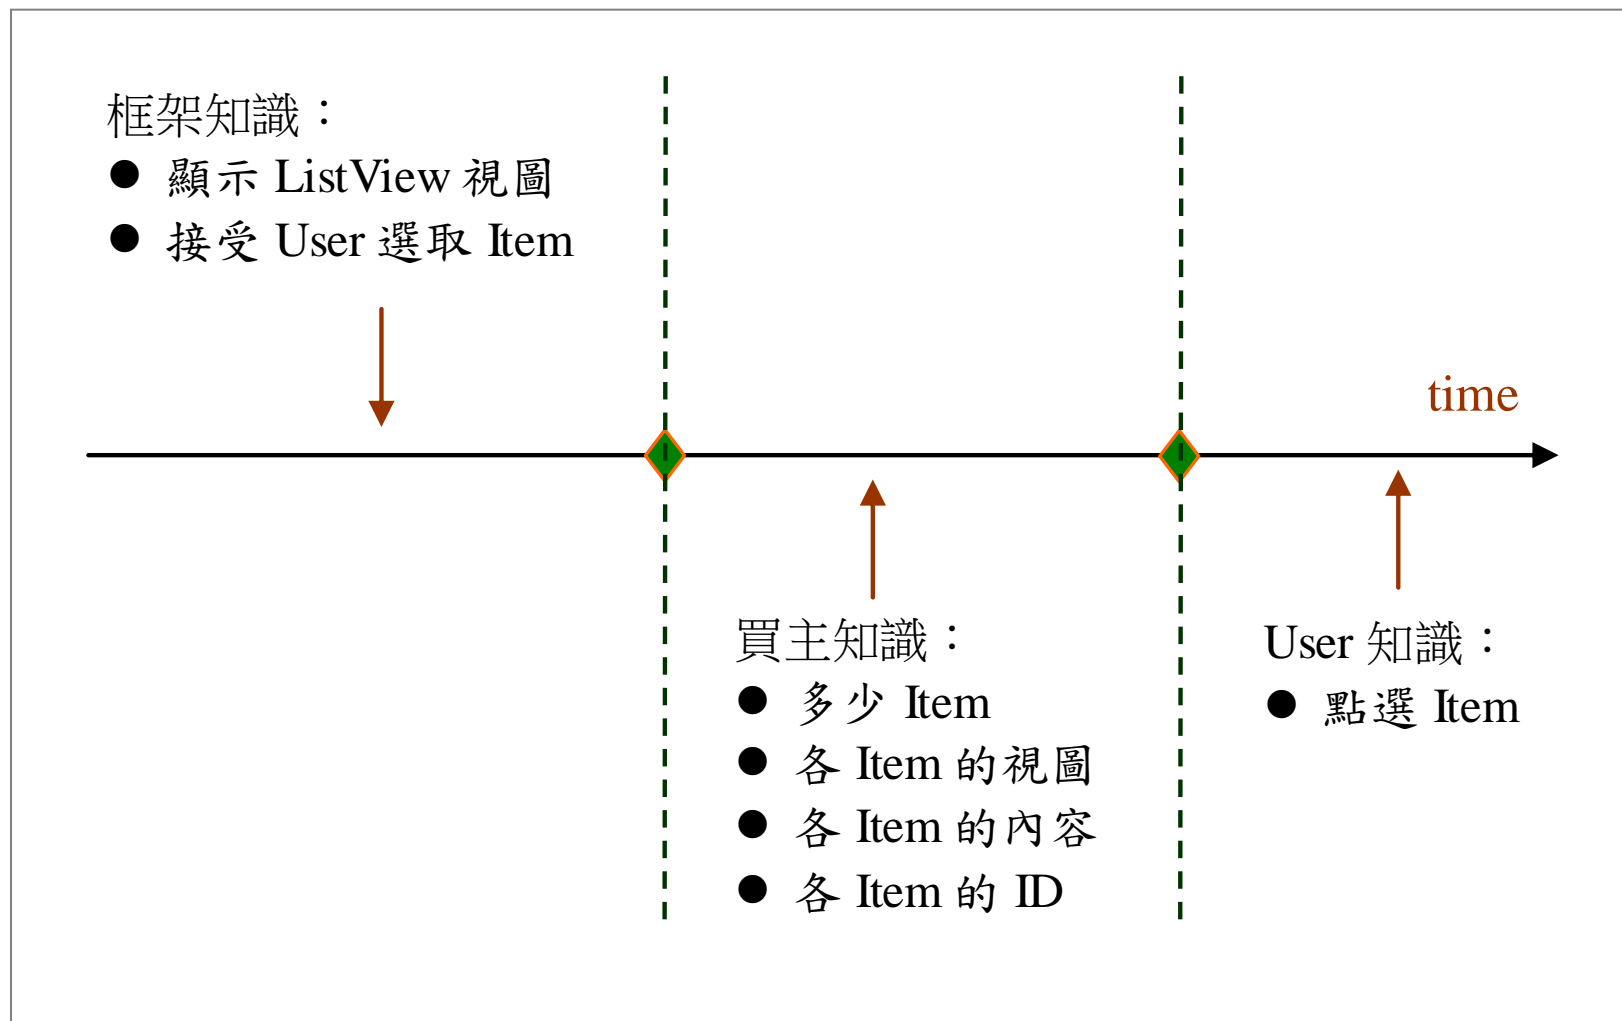 框架知識：
● 顯示 ListView 視圖
● 接受 User 選取 Item
time
買主知識：
● 多少 Item
● 各 Item 的視圖
● 各 Item 的內容
● 各 Item 的 ID
User 知識：
● 點選 Item